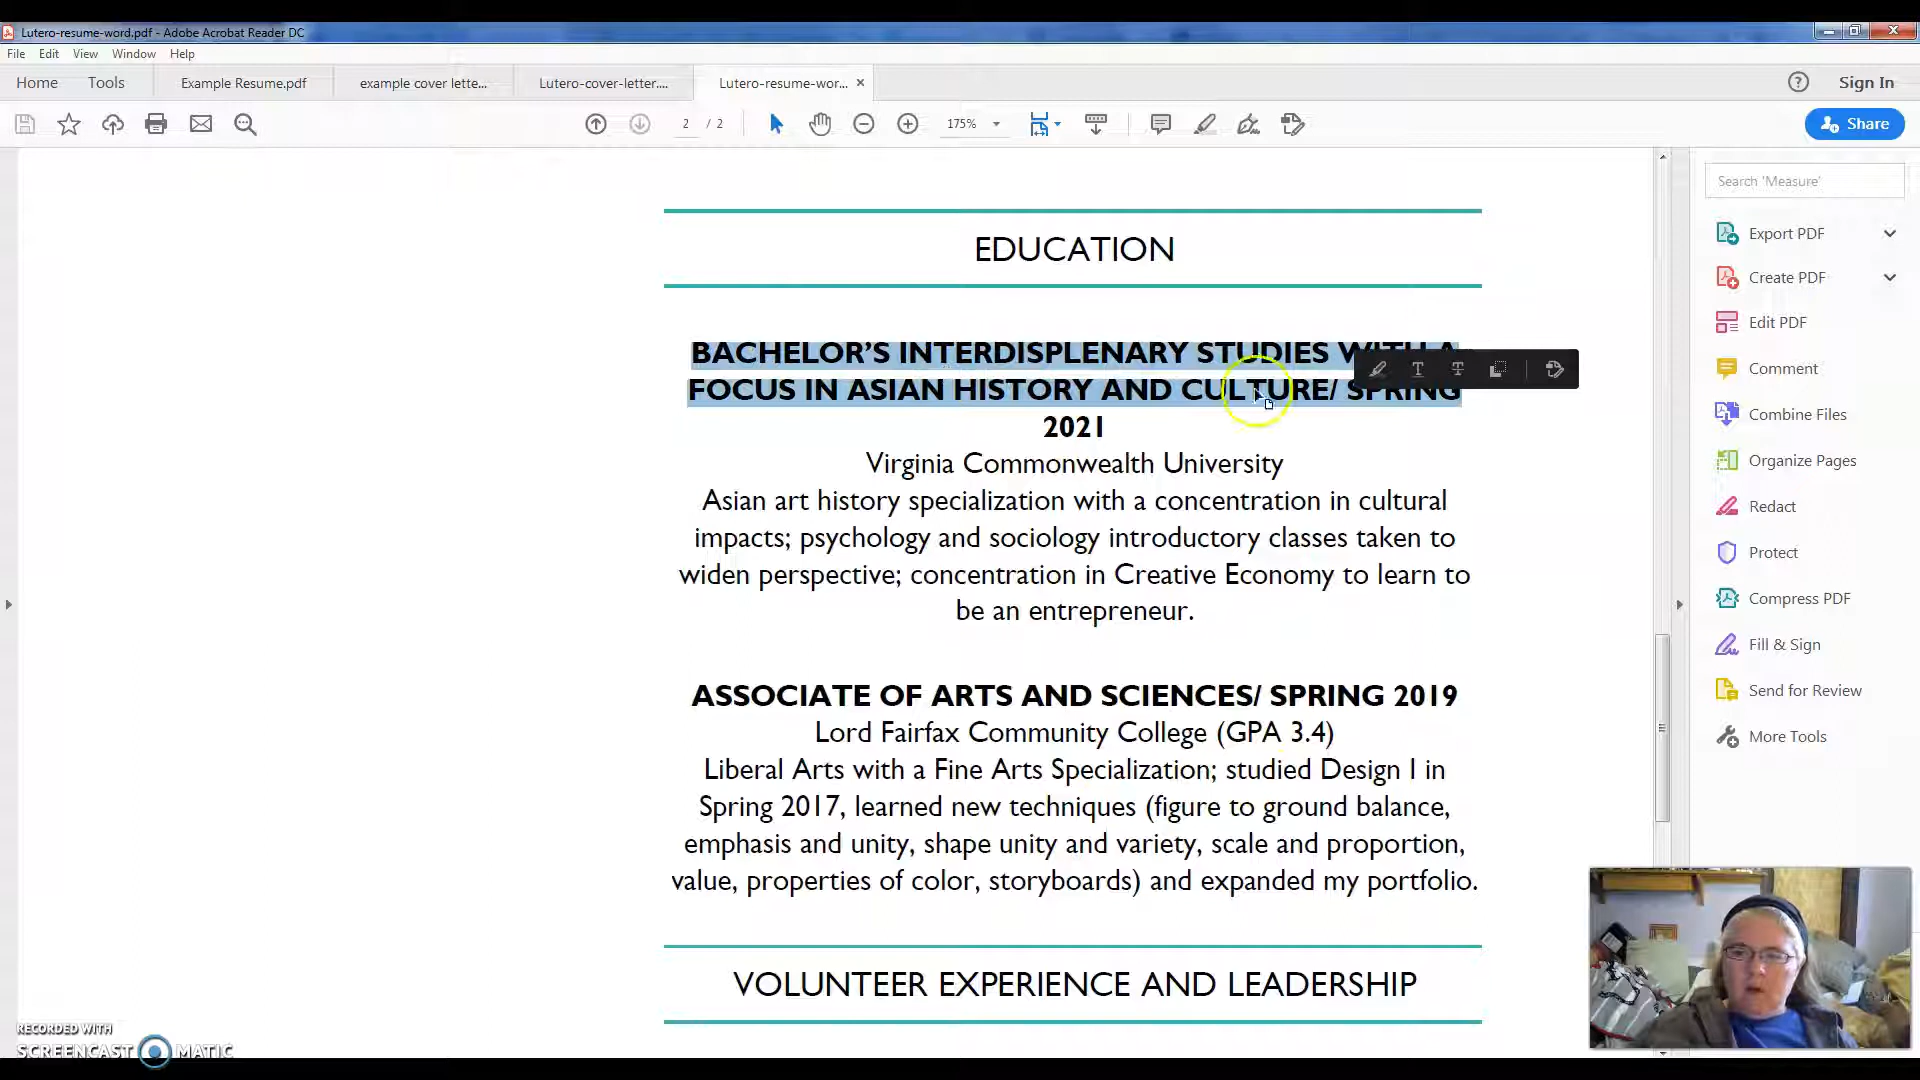 Lutero-resume-word.pdf - Adobe Acrobat Reader DC
File Edit View Window Help
Home Tools Example Resume.pdf example cover lette... Lutero-cover-letter.... Lutero-resume-wor... Sign In
2 / 2 175% Share
Search 'Measure'
Export PDF
Create PDF
Edit PDF
Comment
Combine Files
Organize Pages
Redact
Protect
Compress PDF
Fill & Sign
Send for Review
More Tools
EDUCATION
BACHELOR'S INTERDISPLENARY STUDIES WITH A
FOCUS IN ASIAN HISTORY AND CULTURE/ SPRING
2021
Virginia Commonwealth University
Asian art history specialization with a concentration in cultural
impacts; psychology and sociology introductory classes taken to
widen perspective; concentration in Creative Economy to learn to
be an entrepreneur.
ASSOCIATE OF ARTS AND SCIENCES/ SPRING 2019
Lord Fairfax Community College (GPA 3.4)
Liberal Arts with a Fine Arts Specialization; studied Design I in
Spring 2017, learned new techniques (figure to ground balance,
emphasis and unity, shape unity and variety, scale and proportion,
value, properties of color, storyboards) and expanded my portfolio.
VOLUNTEER EXPERIENCE AND LEADERSHIP
RECORDED WITH
SCREENCAST MATIC